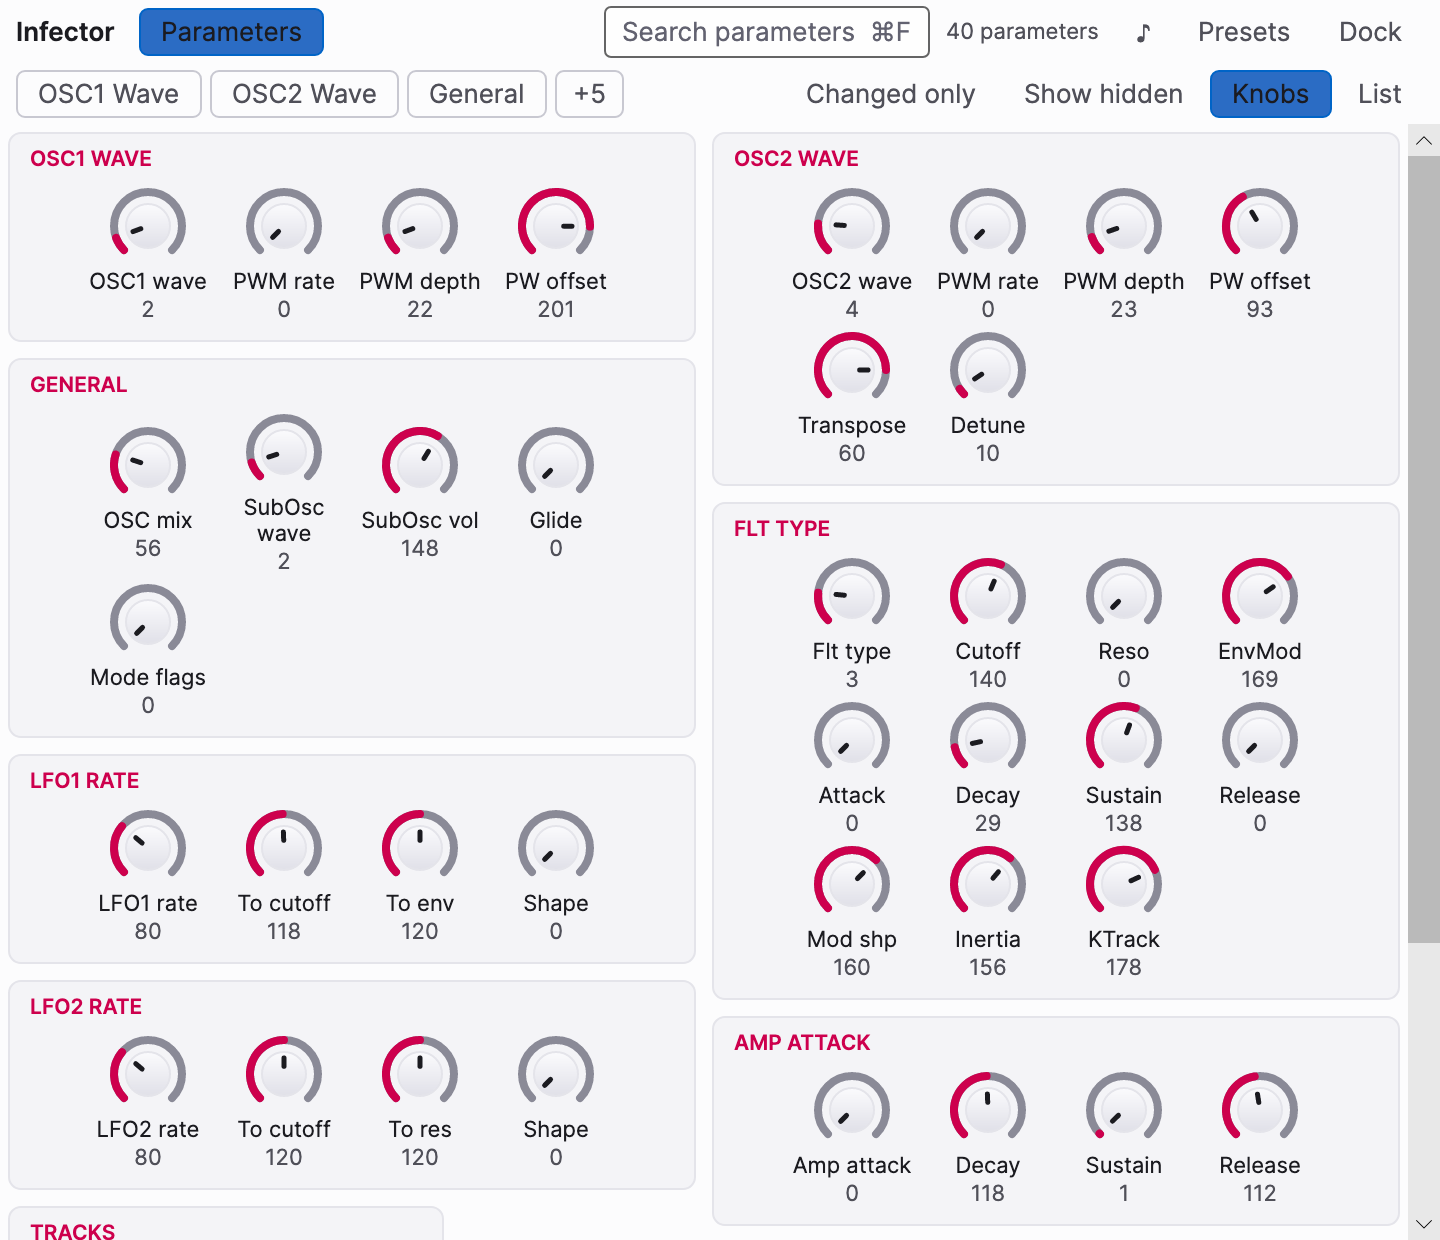 Infector
Parameters
Search parameters ⌘F
40 parameters
Presets
Dock
OSC1 Wave
OSC2 Wave
General
+5
Changed only
Show hidden
Knobs
List
OSC1 WAVE
OSC1 wave PWM rate PWM depth PW offset
2 0 22 201
GENERAL
OSC mix SubOsc wave SubOsc vol Glide
56 2 148 0
Mode flags
0
LFO1 RATE
LFO1 rate To cutoff To env Shape
80 118 120 0
LFO2 RATE
LFO2 rate To cutoff To res Shape
80 120 120 0
TRACKS
OSC2 WAVE
OSC2 wave PWM rate PWM depth PW offset
4 0 23 93
Transpose Detune
60 10
FLT TYPE
Flt type Cutoff Reso EnvMod
3 140 0 169
Attack Decay Sustain Release
0 29 138 0
Mod shp Inertia KTrack
160 156 178
AMP ATTACK
Amp attack Decay Sustain Release
0 118 1 112